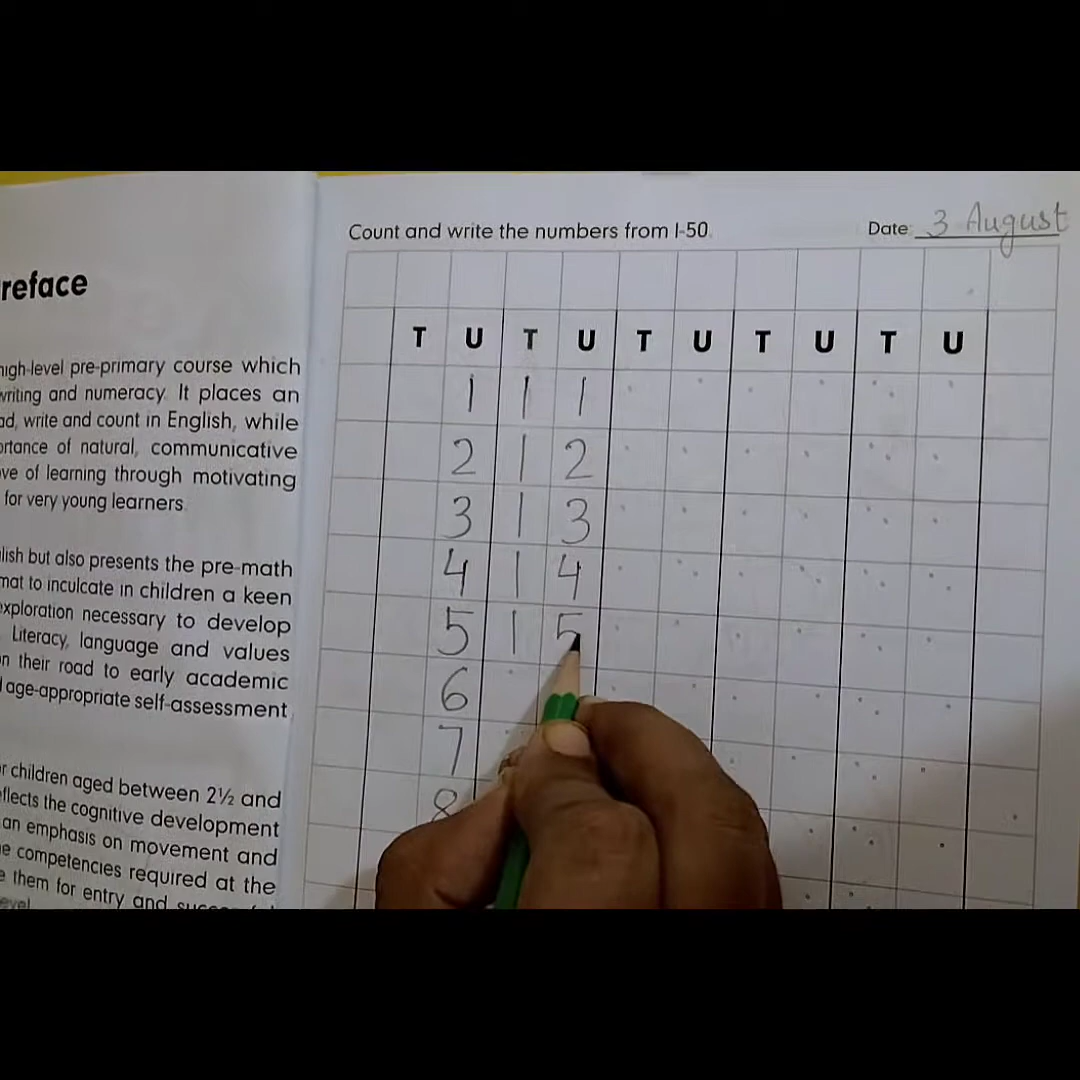 reface
high-level pre-primary course which
writing and numeracy. It places an
ad, write and count in English, while
ortance of natural, communicative
ove of learning through motivating
for very young learners.
lish but also presents the pre-math
mat to inculcate in children a keen
exploration necessary to develop
Literacy, language and values
n their road to early academic
age-appropriate self-assessment
r children aged between 2½ and
eflects the cognitive development
an emphasis on movement and
e competencies required at the
e them for entry and
evel
Count and write the numbers from 1-50.
Date: 3 August
T U T U T U T U T U
1 1 1
2 1 2
3 1 3
4 1 4
5 1 5
6
7
8